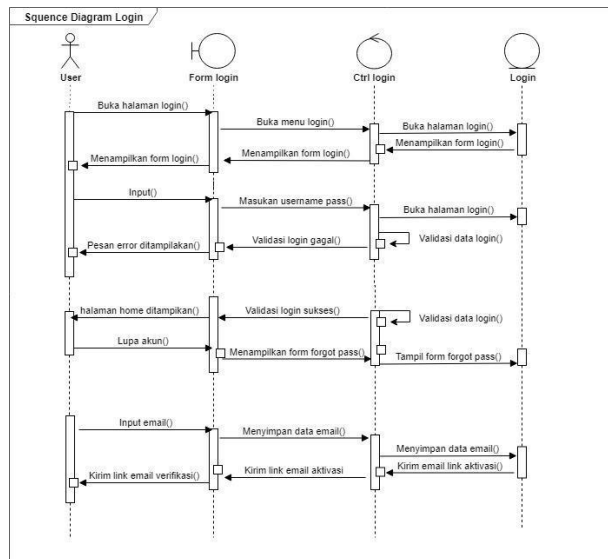 Squence Diagram Login
User
Form login
Ctrl login
Login
Buka halaman login()
Buka menu login()
Buka halaman login()
Menampilkan form login()
Menampilkan form login()
Menampilkan form login()
Input()
Masukan username pass()
Buka halaman login()
Validasi data login()
Validasi login gagal()
Pesan error ditampilakan()
halaman home ditampikan()
Validasi login sukses()
Validasi data login()
Lupa akun()
Menampilkan form forgot pass()
Tampil form forgot pass()
Input email()
Menyimpan data email()
Menyimpan data email()
Kirim email link aktivasi()
Kirim link email aktivasi
Kirim link email verifikasi()